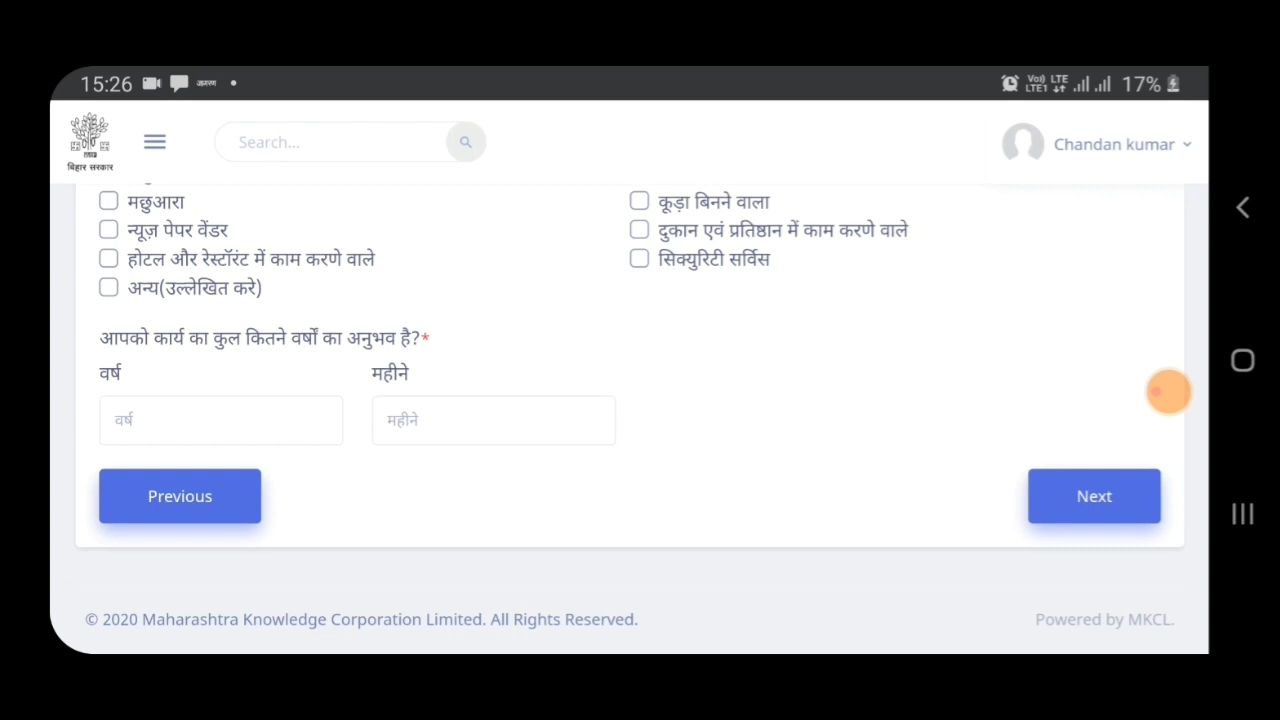 15:26
LTE1 LTE 17%
बिहार सरकार
Search...
Chandan kumar
मछुआरा
कूड़ा बिनने वाला
न्यूज़ पेपर वेंडर
दुकान एवं प्रतिष्ठान में काम करणे वाले
होटल और रेस्टॉरंट में काम करणे वाले
सिक्युरिटी सर्विस
अन्य(उल्लेखित करे)
आपको कार्य का कुल कितने वर्षों का अनुभव है?*
वर्ष
महीने
वर्ष
महीने
Previous
Next
© 2020 Maharashtra Knowledge Corporation Limited. All Rights Reserved.
Powered by MKCL.